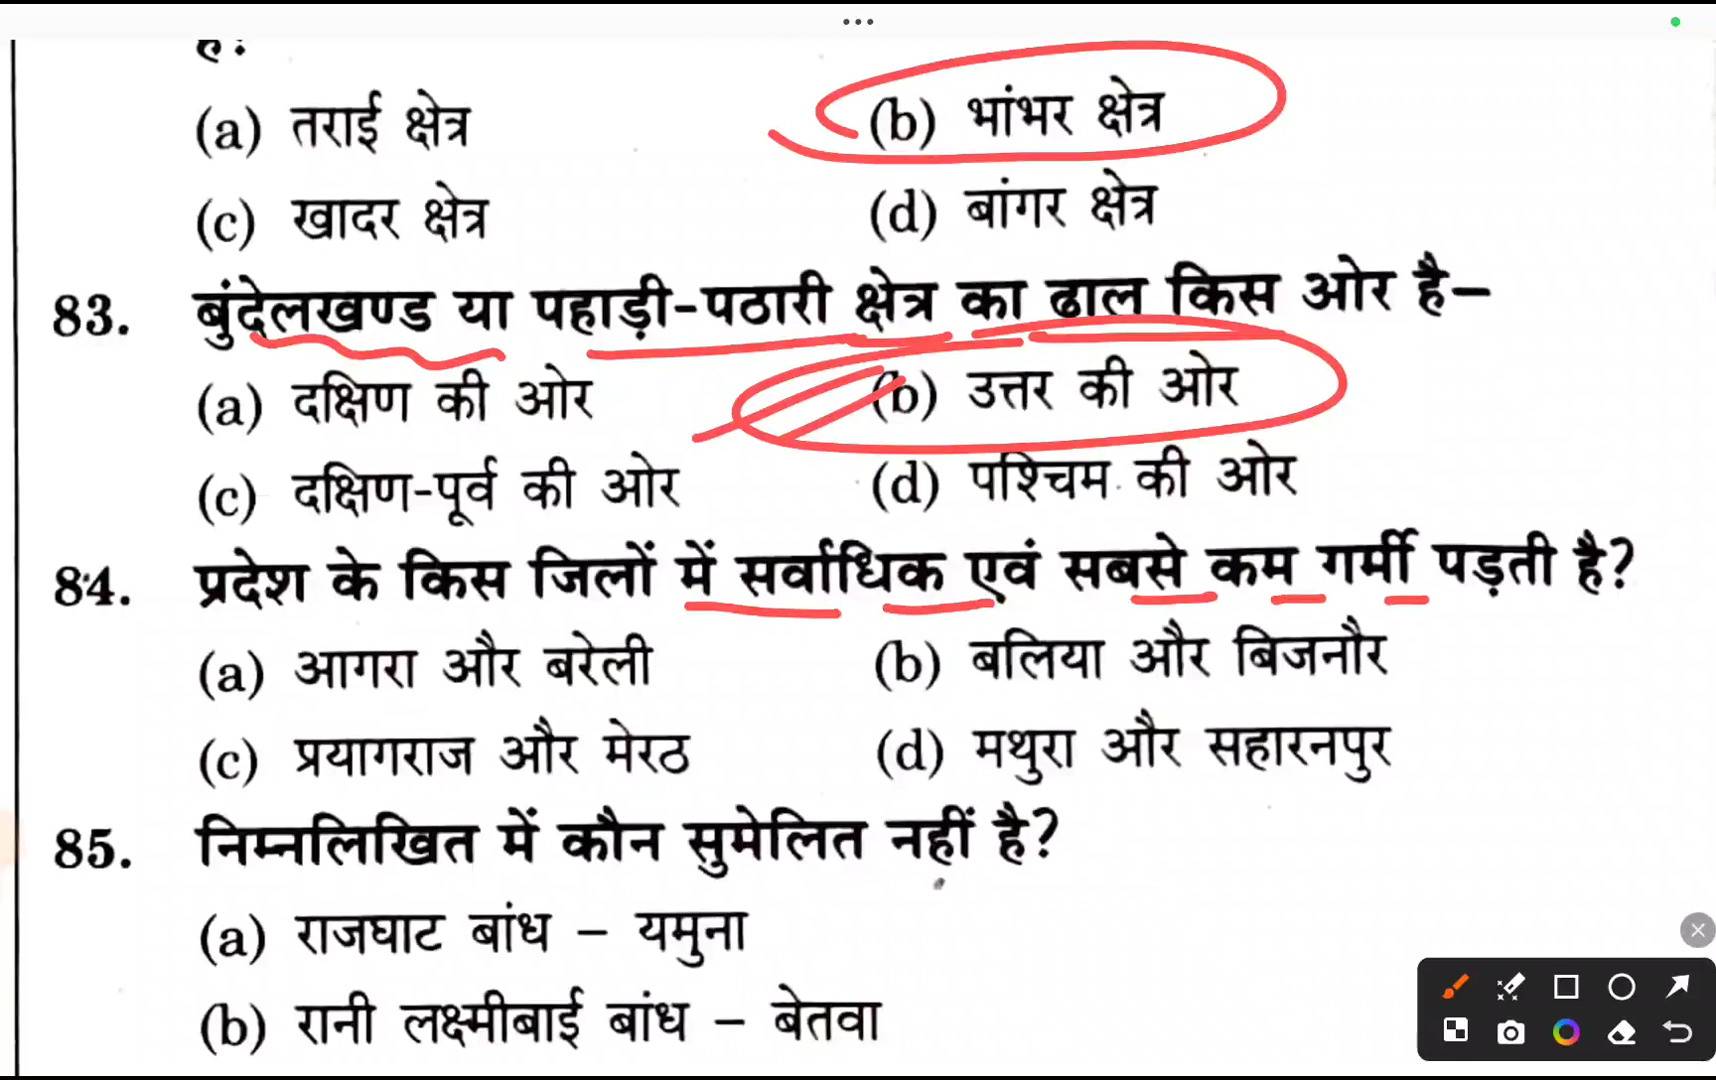 (a) तराई क्षेत्र (b) भांभर क्षेत्र
(c) खादर क्षेत्र (d) बांगर क्षेत्र
83. बुंदेलखण्ड या पहाड़ी-पठारी क्षेत्र का ढाल किस ओर है–
(a) दक्षिण की ओर (b) उत्तर की ओर
(c) दक्षिण-पूर्व की ओर (d) पश्चिम की ओर
84. प्रदेश के किस जिलों में सर्वाधिक एवं सबसे कम गर्मी पड़ती है?
(a) आगरा और बरेली (b) बलिया और बिजनौर
(c) प्रयागराज और मेरठ (d) मथुरा और सहारनपुर
85. निम्नलिखित में कौन सुमेलित नहीं है?
(a) राजघाट बांध – यमुना
(b) रानी लक्ष्मीबाई बांध – बेतवा